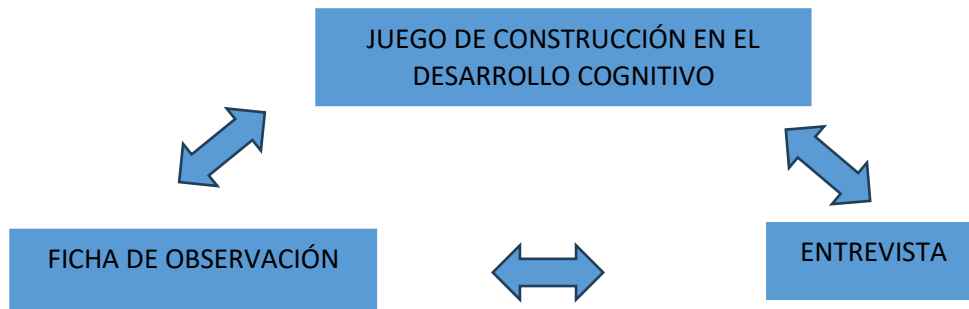 JUEGO DE CONSTRUCCIÓN EN EL
DESARROLLO COGNITIVO
FICHA DE OBSERVACIÓN
ENTREVISTA